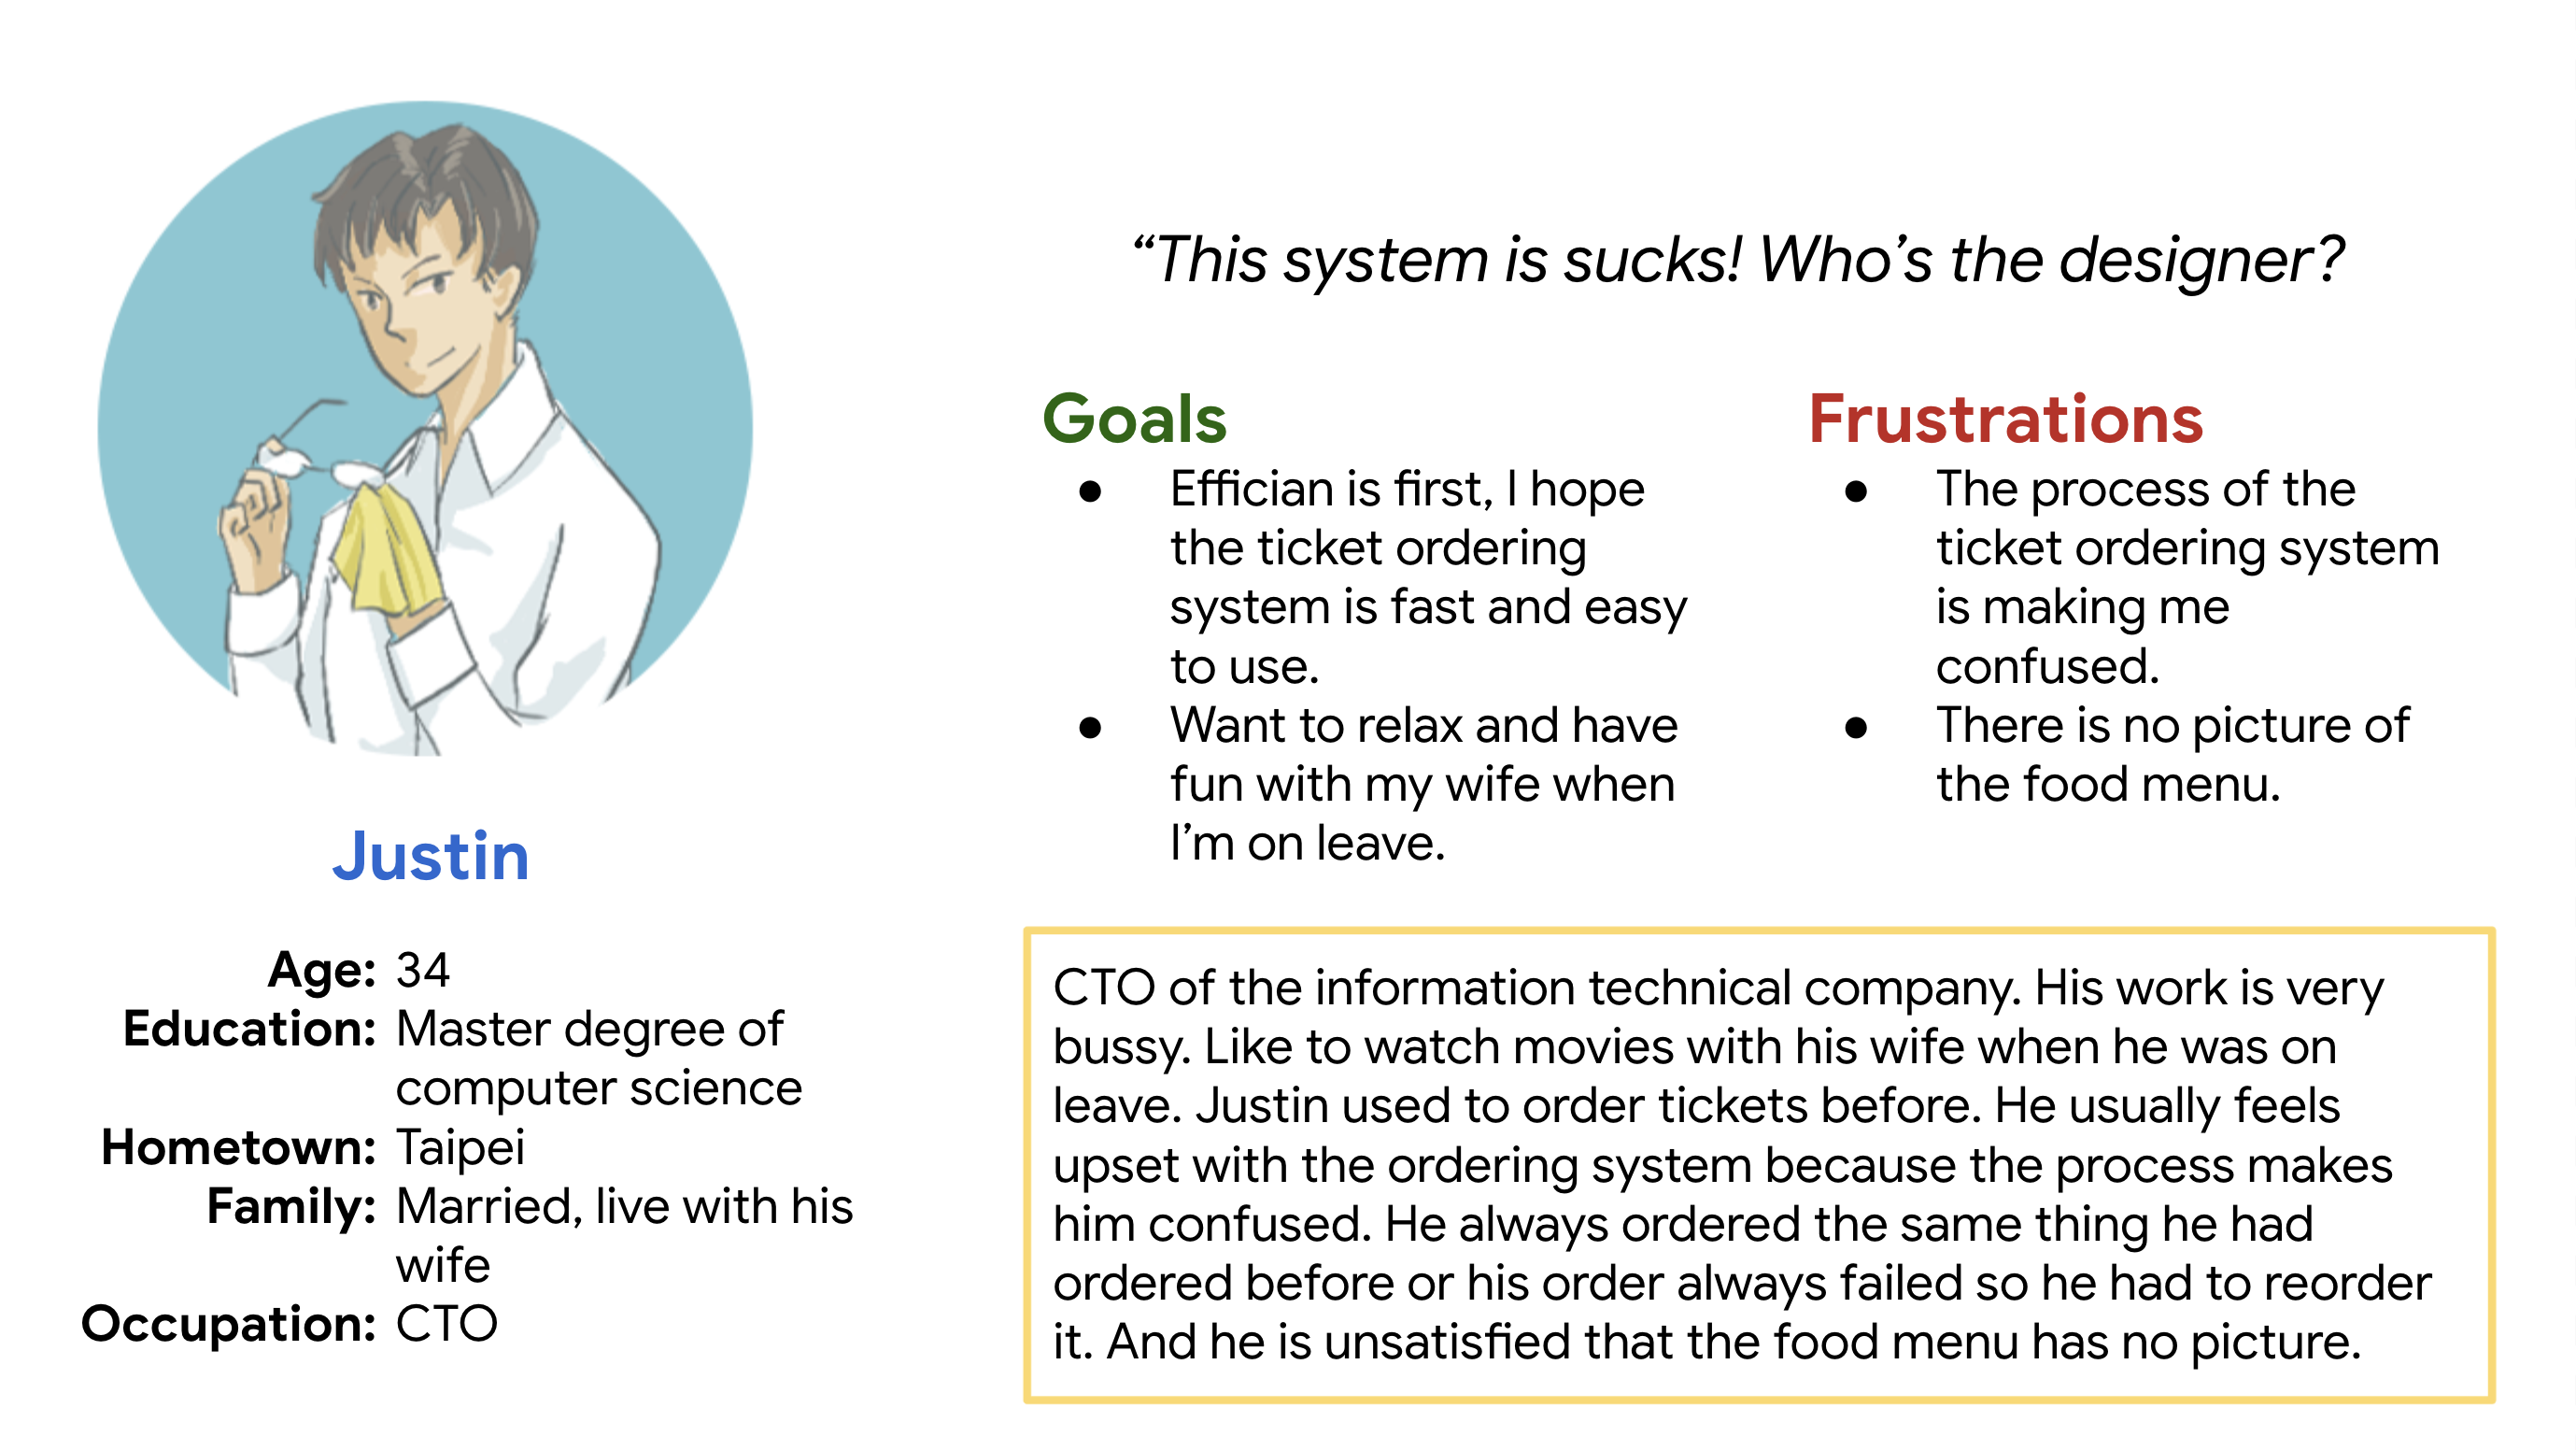 “This system is sucks! Who’s the designer?
Goals
● Effician is first, I hope
the ticket ordering
system is fast and easy
to use.
● Want to relax and have
fun with my wife when
I’m on leave.
Frustrations
● The process of the
ticket ordering system
is making me
confused.
● There is no picture of
the food menu.
Justin
Age: 34
Education: Master degree of
computer science
Hometown: Taipei
Family: Married, live with his
wife
Occupation: CTO
CTO of the information technical company. His work is very
bussy. Like to watch movies with his wife when he was on
leave. Justin used to order tickets before. He usually feels
upset with the ordering system because the process makes
him confused. He always ordered the same thing he had
ordered before or his order always failed so he had to reorder
it. And he is unsatisfied that the food menu has no picture.